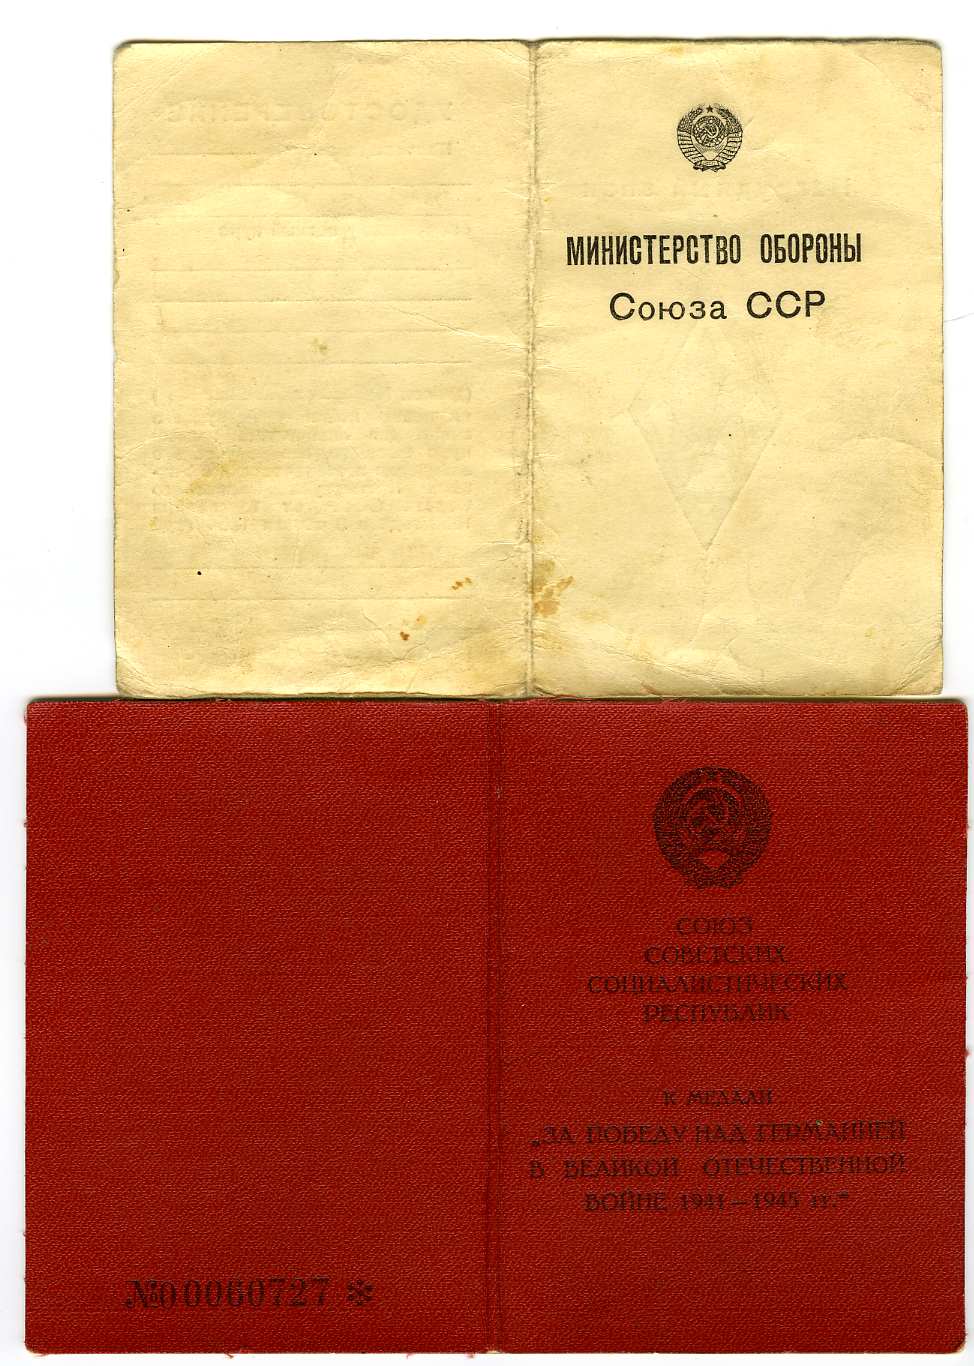 МИНИСТЕРСТВО ОБОРОНЫ
Союза ССР
СОЮЗ
СОВЕТСКИХ
СОЦИАЛИСТИЧЕСКИХ
РЕСПУБЛИК
К МЕДАЛИ
„ЗА ПОБЕДУ НАД ГЕРМАНИЕЙ
В ВЕЛИКОЙ ОТЕЧЕСТВЕННОЙ
ВОЙНЕ 1941—1945 гг.“
№ 0060727 *